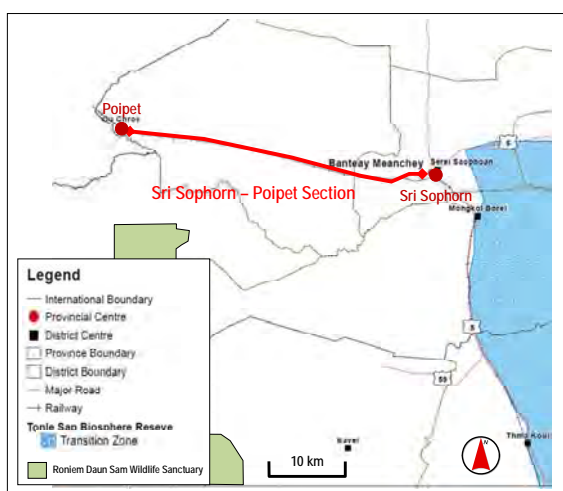 Poipet
Ou Chrov
Banteay Meanchey
Serei Saophoan
Sri Sophorn – Poipet Section
Sri Sophorn
Mongkol Borei
5
5
59
Bavel
Thma Koul
N
10 km
Legend
International Boundary
Provincial Centre
District Centre
Province Boundary
District Boundary
Major Road
Railway
Tonle Sap Biosphere Reseve
Transition Zone
Roniem Daun Sam Wildlife Sanctuary